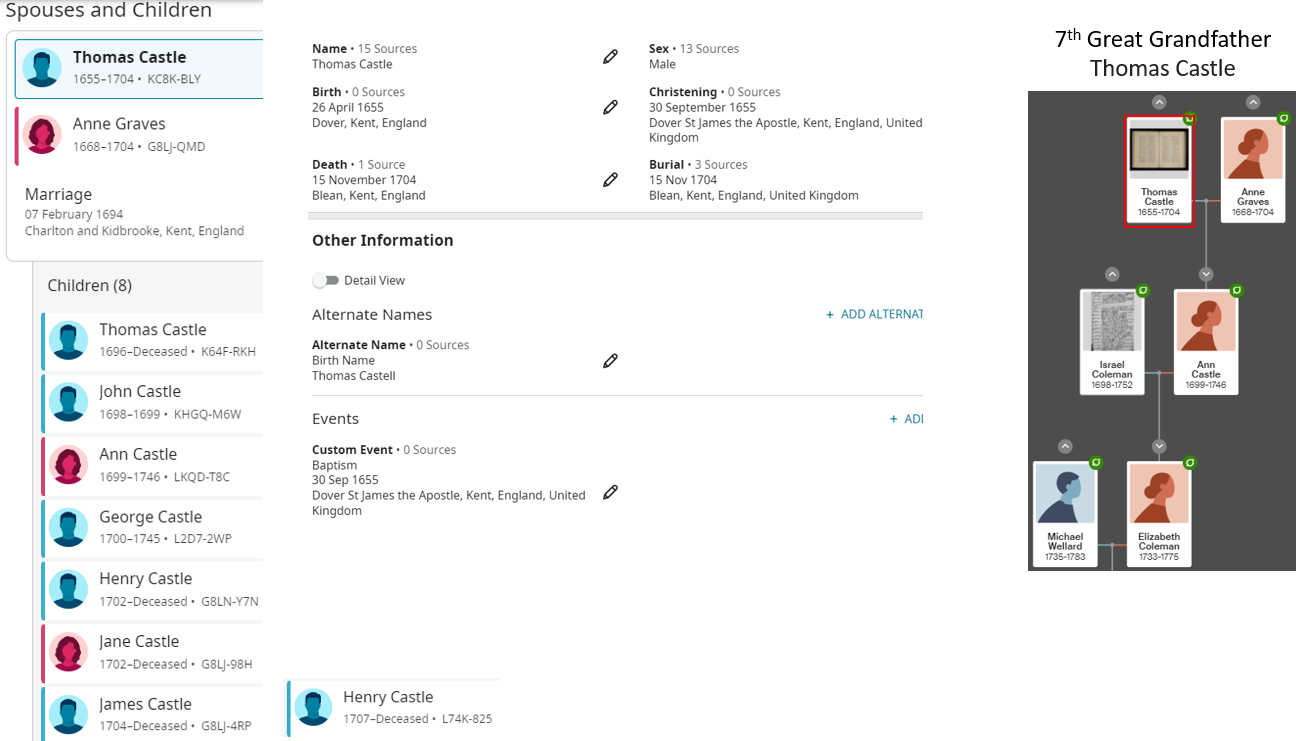 Spouses and Children
Thomas Castle
1655–1704 • KC8K-BLY
Anne Graves
1668–1704 • G8LJ-QMD
Marriage
07 February 1694
Charlton and Kidbrooke, Kent, England
Children (8)
Thomas Castle
1696–Deceased • K64F-RKH
John Castle
1698–1699 • KHGQ-M6W
Ann Castle
1699–1746 • LKQD-T8C
George Castle
1700–1745 • L2D7-2WP
Henry Castle
1702–Deceased • G8LN-Y7N
Jane Castle
1702–Deceased • G8LJ-98H
James Castle
1704–Deceased • G8LJ-4RP
Henry Castle
1707–Deceased • L74K-825
Name • 15 Sources
Thomas Castle
Sex • 13 Sources
Male
Birth • 0 Sources
26 April 1655
Dover, Kent, England
Christening • 0 Sources
30 September 1655
Dover St James the Apostle, Kent, England, United
Kingdom
Death • 1 Source
15 November 1704
Blean, Kent, England
Burial • 3 Sources
15 Nov 1704
Blean, Kent, England, United Kingdom
Other Information
Detail View
Alternate Names
+ ADD ALTERNAT
Alternate Name • 0 Sources
Birth Name
Thomas Castell
Events
+ ADI
Custom Event • 0 Sources
Baptism
30 Sep 1655
Dover St James the Apostle, Kent, England, United
Kingdom
7th Great Grandfather
Thomas Castle
Thomas
Castle
1655-1704
Anne
Graves
1668-1704
Israel
Coleman
1698-1752
Ann
Castle
1699-1746
Michael
Wellard
1735-1783
Elizabeth
Coleman
1733-1775